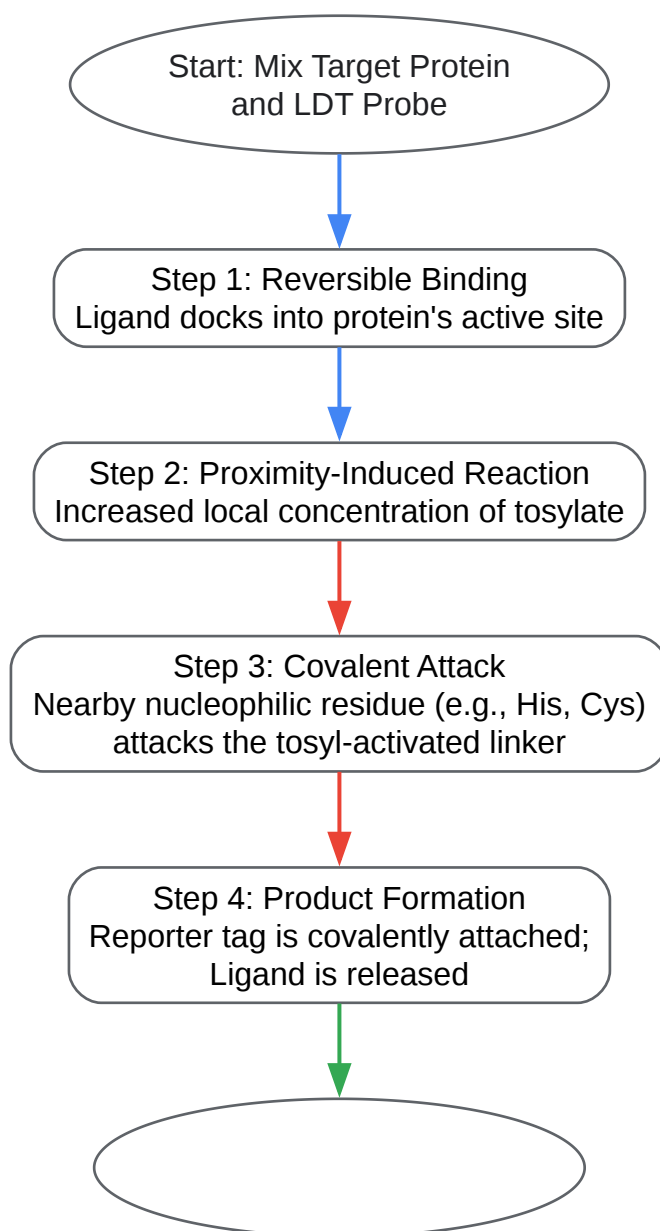 Start: Mix Target Protein
and LDT Probe
Step 1: Reversible Binding
Ligand docks into protein's active site
Step 2: Proximity-Induced Reaction
Increased local concentration of tosylate
Step 3: Covalent Attack
Nearby nucleophilic residue (e.g., His, Cys)
attacks the tosyl-activated linker
Step 4: Product Formation
Reporter tag is covalently attached;
Ligand is released